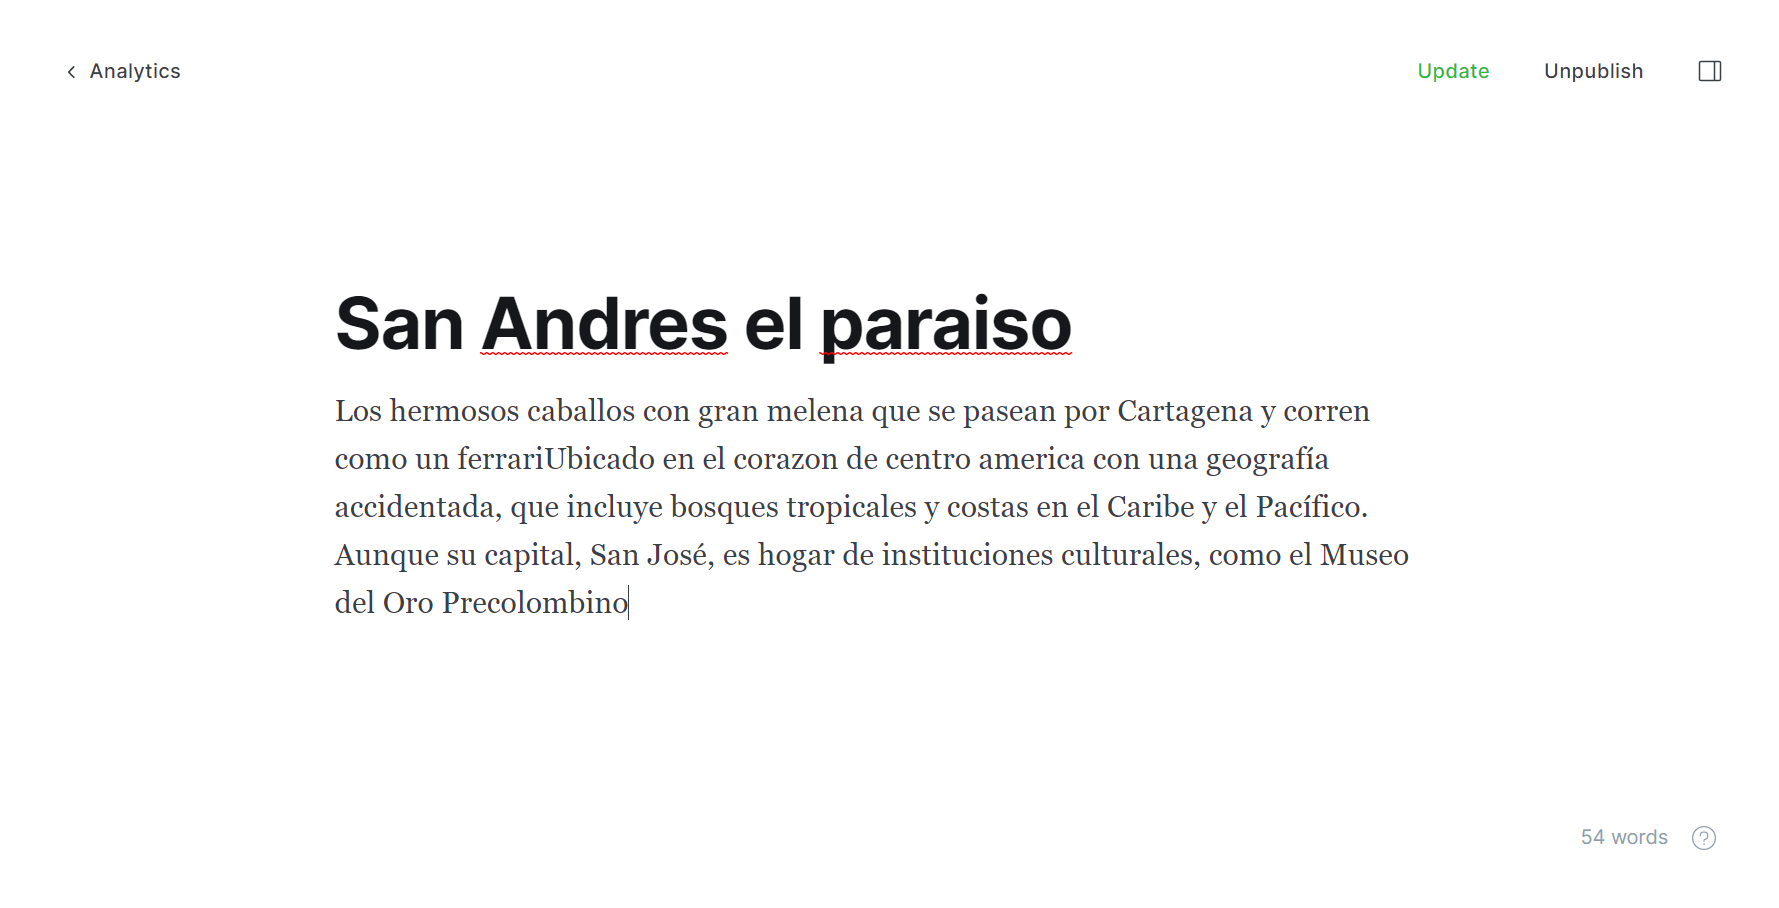 Analytics
Update
Unpublish
San Andres el paraiso
Los hermosos caballos con gran melena que se pasean por Cartagena y corren
como un ferrariUbicado en el corazon de centro america con una geografía
accidentada, que incluye bosques tropicales y costas en el Caribe y el Pacífico.
Aunque su capital, San José, es hogar de instituciones culturales, como el Museo
del Oro Precolombino
54 words
?